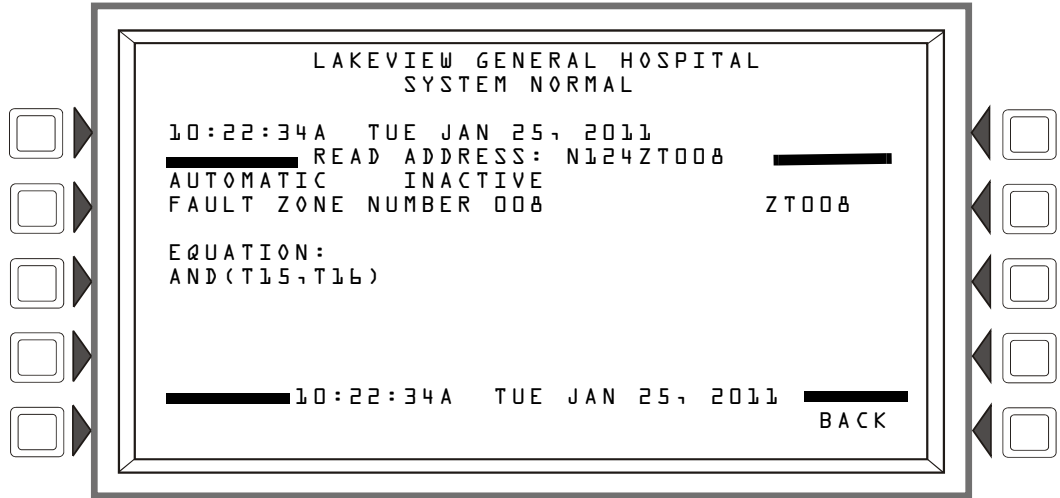 LAKEVIEW GENERAL HOSPITAL
SYSTEM NORMAL
10:22:34A TUE JAN 25, 2011
READ ADDRESS: N124ZT008
AUTOMATIC INACTIVE
FAULT ZONE NUMBER 008 ZT008
EQUATION:
AND(T15,T16)
10:22:34A TUE JAN 25, 2011
BACK